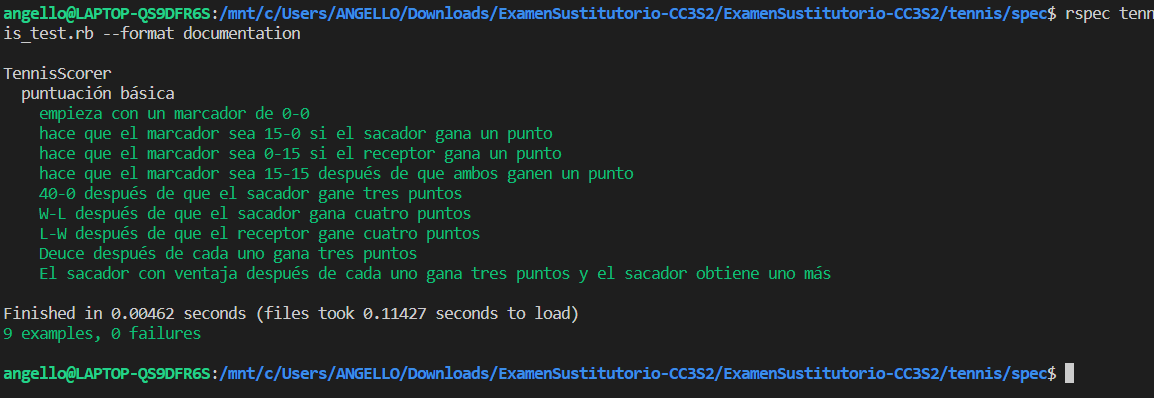 angello@LAPTOP-QS9DFR6S:/mnt/c/Users/ANGELLO/Downloads/ExamenSustitutorio-CC3S2/ExamenSustitutorio-CC3S2/tennis/spec$ rspec tenn
is_test.rb --format documentation
TennisScorer
puntuación básica
empieza con un marcador de 0-0
hace que el marcador sea 15-0 si el sacador gana un punto
hace que el marcador sea 0-15 si el receptor gana un punto
hace que el marcador sea 15-15 después de que ambos ganen un punto
40-0 después de que el sacador gane tres puntos
W-L después de que el sacador gana cuatro puntos
L-W después de que el receptor gane cuatro puntos
Deuce después de cada uno gana tres puntos
El sacador con ventaja después de cada uno gana tres puntos y el sacador obtiene uno más
Finished in 0.00462 seconds (files took 0.11427 seconds to load)
9 examples, 0 failures
angello@LAPTOP-QS9DFR6S:/mnt/c/Users/ANGELLO/Downloads/ExamenSustitutorio-CC3S2/ExamenSustitutorio-CC3S2/tennis/spec$